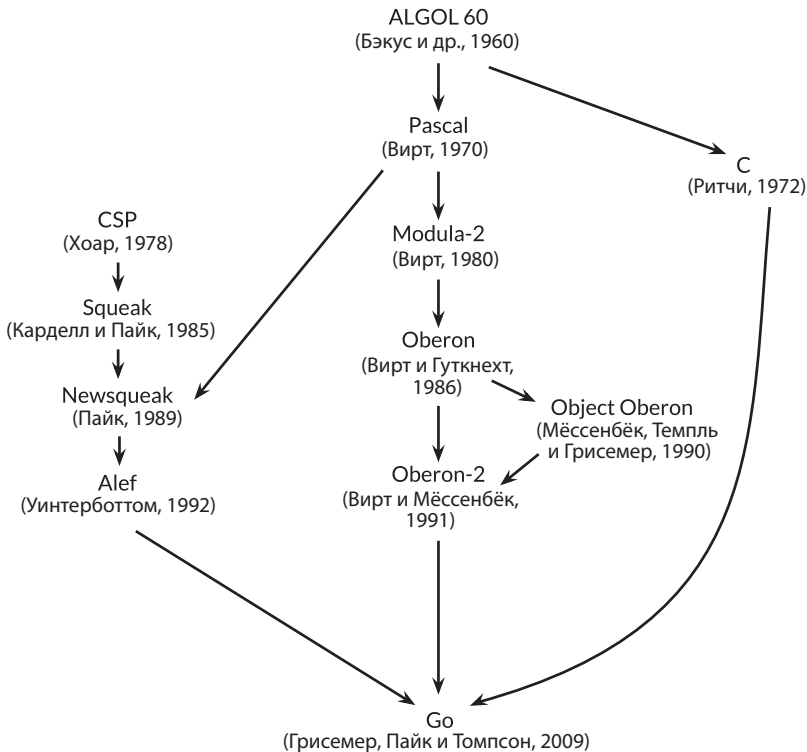 ALGOL 60
(Бэкус и др., 1960)
Pascal
(Вирт, 1970)
C
(Ритчи, 1972)
CSP
(Хоар, 1978)
Modula-2
(Вирт, 1980)
Squeak
(Карделл и Пайк, 1985)
Oberon
(Вирт и Гуткнехт,
1986)
Newsqueak
(Пайк, 1989)
Object Oberon
(Мёссенбёк, Темпль
и Грисемер, 1990)
Alef
(Уинтерботтом, 1992)
Oberon-2
(Вирт и Мёссенбёк,
1991)
Go
(Грисемер, Пайк и Томпсон, 2009)